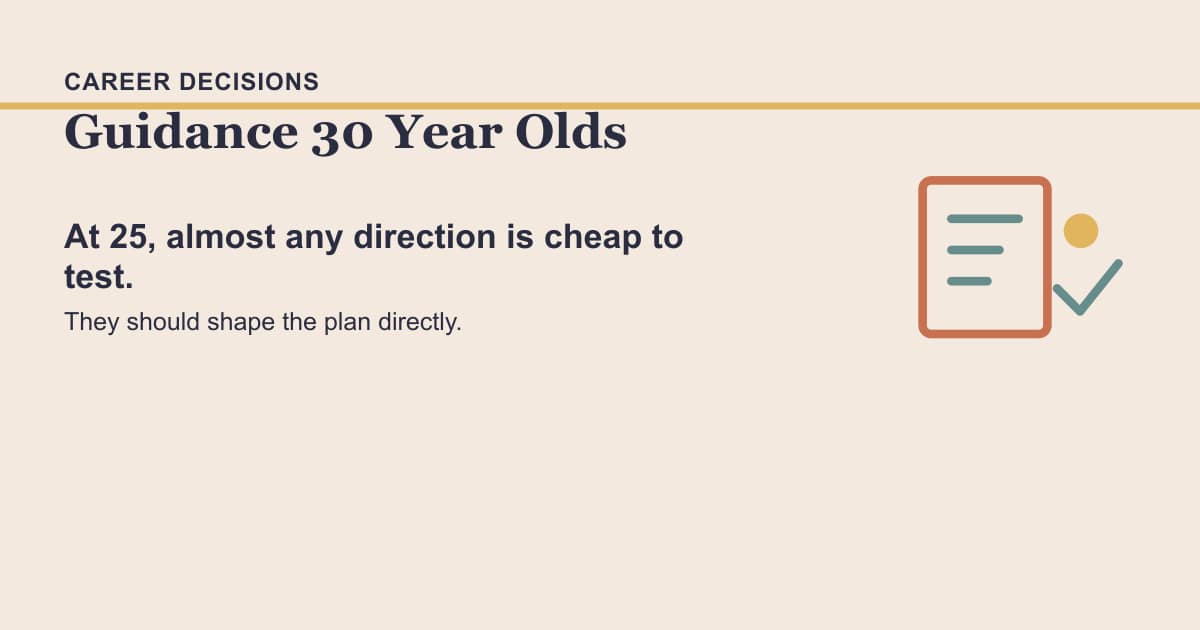 CAREER DECISIONS
Guidance 30 Year Olds
At 25, almost any direction is cheap to
test.
They should shape the plan directly.